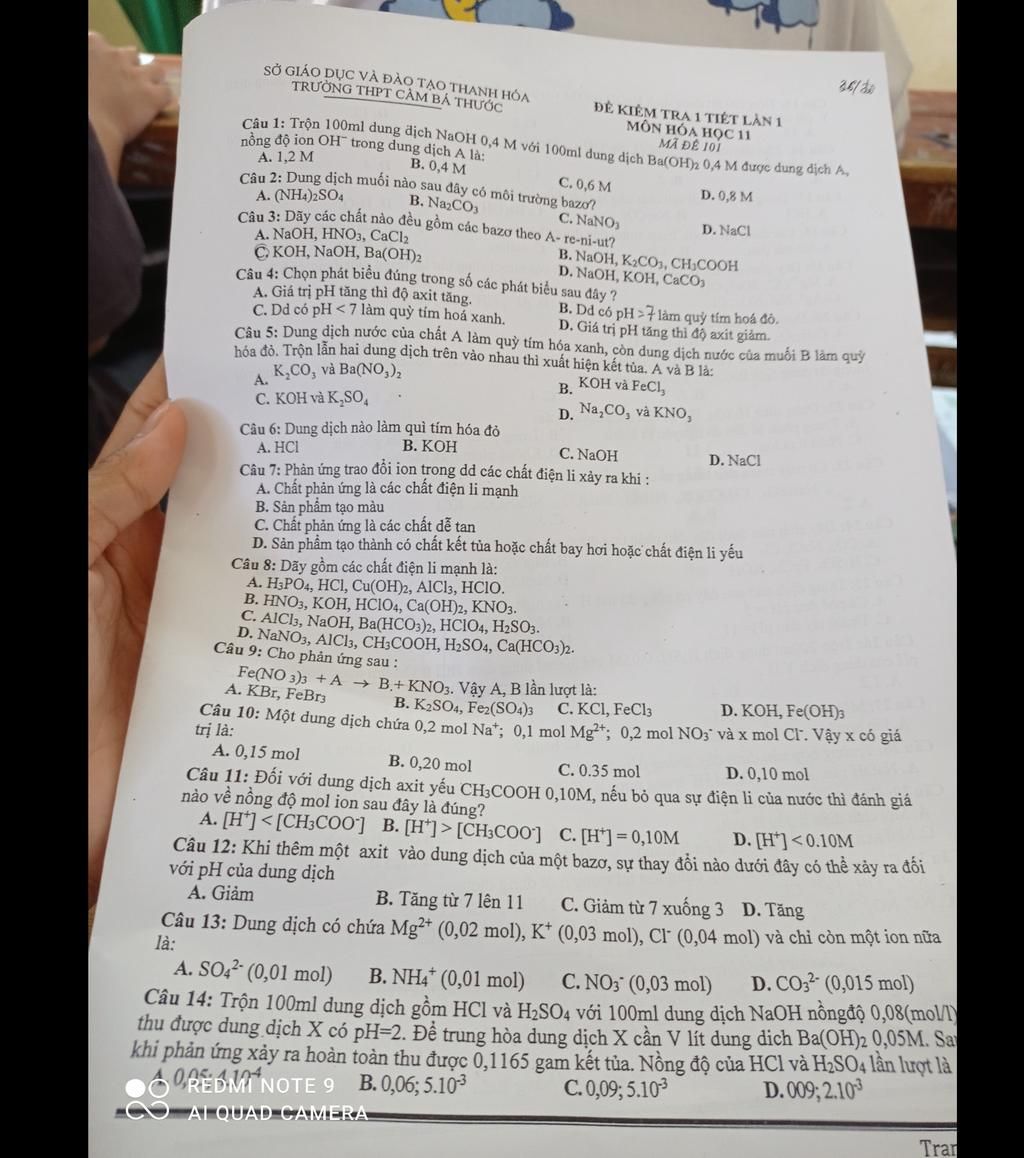 SỞ GIÁO DỤC VÀ ĐÀO TẠO THANH HÓA
TRƯỜNG THPT CẦM BÁ THƯỚC
ĐỀ KIỂM TRA 1 TIẾT LẦN 1
MÔN HÓA HỌC 11
MÃ ĐỀ 101
Câu 1: Trộn 100ml dung dịch NaOH 0,4 M với 100ml dung dịch Ba(OH)₂ 0,4 M được dung dịch A,
nồng độ ion OH⁻ trong dung dịch A là:
A. 1,2 M B. 0,4 M C. 0,6 M D. 0,8 M
Câu 2: Dung dịch muối nào sau đây có môi trường bazơ?
A. (NH₄)₂SO₄ B. Na₂CO₃ C. NaNO₃ D. NaCl
Câu 3: Dãy các chất nào đều gồm các bazơ theo A- re-ni-ut?
A. NaOH, HNO₃, CaCl₂ B. NaOH, K₂CO₃, CH₃COOH
C. KOH, NaOH, Ba(OH)₂ D. NaOH, KOH, CaCO₃
Câu 4: Chọn phát biểu đúng trong số các phát biểu sau đây ?
A. Giá trị pH tăng thì độ axit tăng. B. Dd có pH > 7 làm quỳ tím hoá đỏ.
C. Dd có pH < 7 làm quỳ tím hoá xanh. D. Giá trị pH tăng thì độ axit giảm.
Câu 5: Dung dịch nước của chất A làm quỳ tím hóa xanh, còn dung dịch nước của muối B làm quỳ
hóa đỏ. Trộn lẫn hai dung dịch trên vào nhau thì xuất hiện kết tủa. A và B là:
A. K₂CO₃ và Ba(NO₃)₂ B. KOH và FeCl₃
C. KOH và K₂SO₄ D. Na₂CO₃ và KNO₃
Câu 6: Dung dịch nào làm quì tím hóa đỏ
A. HCl B. KOH C. NaOH D. NaCl
Câu 7: Phản ứng trao đổi ion trong dd các chất điện li xảy ra khi :
A. Chất phản ứng là các chất điện li mạnh
B. Sản phẩm tạo màu
C. Chất phản ứng là các chất dễ tan
D. Sản phẩm tạo thành có chất kết tủa hoặc chất bay hơi hoặc chất điện li yếu
Câu 8: Dãy gồm các chất điện li mạnh là:
A. H₃PO₄, HCl, Cu(OH)₂, AlCl₃, HClO.
B. HNO₃, KOH, HClO₄, Ca(OH)₂, KNO₃.
C. AlCl₃, NaOH, Ba(HCO₃)₂, HClO₄, H₂SO₃.
D. NaNO₃, AlCl₃, CH₃COOH, H₂SO₄, Ca(HCO₃)₂.
Câu 9: Cho phản ứng sau :
Fe(NO ₃)₃ + A → B + KNO₃. Vậy A, B lần lượt là:
A. KBr, FeBr₃ B. K₂SO₄, Fe₂(SO₄)₃ C. KCl, FeCl₃ D. KOH, Fe(OH)₃
Câu 10: Một dung dịch chứa 0,2 mol Na⁺; 0,1 mol Mg²⁺; 0,2 mol NO₃⁻ và x mol Cl⁻. Vậy x có giá
trị là:
A. 0,15 mol B. 0,20 mol C. 0.35 mol D. 0,10 mol
Câu 11: Đối với dung dịch axit yếu CH₃COOH 0,10M, nếu bỏ qua sự điện li của nước thì đánh giá
nào về nồng độ mol ion sau đây là đúng?
A. [H⁺] < [CH₃COO⁻] B. [H⁺] > [CH₃COO⁻] C. [H⁺] = 0,10M D. [H⁺] < 0.10M
Câu 12: Khi thêm một axit vào dung dịch của một bazơ, sự thay đổi nào dưới đây có thể xảy ra đối
với pH của dung dịch
A. Giảm B. Tăng từ 7 lên 11 C. Giảm từ 7 xuống 3 D. Tăng
Câu 13: Dung dịch có chứa Mg²⁺ (0,02 mol), K⁺ (0,03 mol), Cl⁻ (0,04 mol) và chỉ còn một ion nữa
là:
A. SO₄²⁻ (0,01 mol) B. NH₄⁺ (0,01 mol) C. NO₃⁻ (0,03 mol) D. CO₃²⁻ (0,015 mol)
Câu 14: Trộn 100ml dung dịch gồm HCl và H₂SO₄ với 100ml dung dịch NaOH nồngđộ 0,08(mol/l)
thu được dung dịch X có pH=2. Để trung hòa dung dịch X cần V lít dung dich Ba(OH)₂ 0,05M.
khi phản ứng xảy ra hoàn toàn thu được 0,1165 gam kết tủa. Nồng độ của HCl và H₂SO₄ lần lượt là
B. 0,06; 5.10⁻³ C. 0,09; 5.10⁻³ D. 009; 2.10⁻³
REDMI NOTE 9
AI QUAD CAMERA